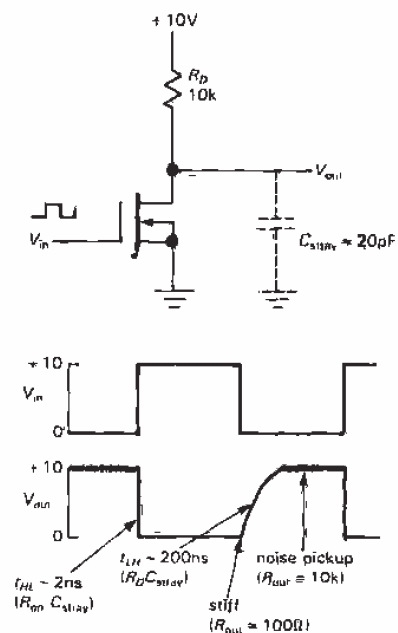 + 10V
R_D
10k
V_out
V_in
C_stray ≈ 20pF
+ 10
V_in
0
+ 10
V_out
0
t_HL ~ 2ns
(R_on C_stray)
t_LH ~ 200ns
(R_D C_stray)
stiff
(R_out ≈ 100Ω)
noise pickup
(R_out ≡ 10k)